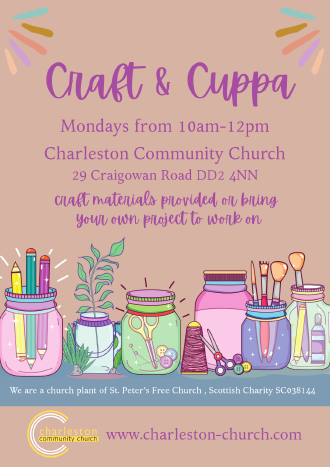 Craft & Cuppa
Mondays from 10am-12pm
Charleston Community Church
29 Craigowan Road DD2 4NN
Craft materials provided or bring
your own project to work on
We are a church plant of St. Peter's Free Church , Scottish Charity SC038144
charleston
community church
www.charleston-church.com